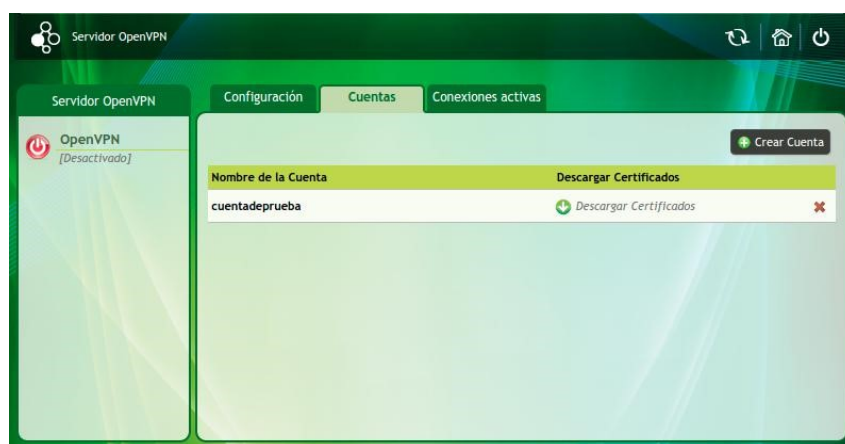 Servidor OpenVPN
Servidor OpenVPN
Configuración
Cuentas
Conexiones activas
OpenVPN
[Desactivado]
Crear Cuenta
Nombre de la Cuenta
Descargar Certificados
cuentadeprueba
Descargar Certificados